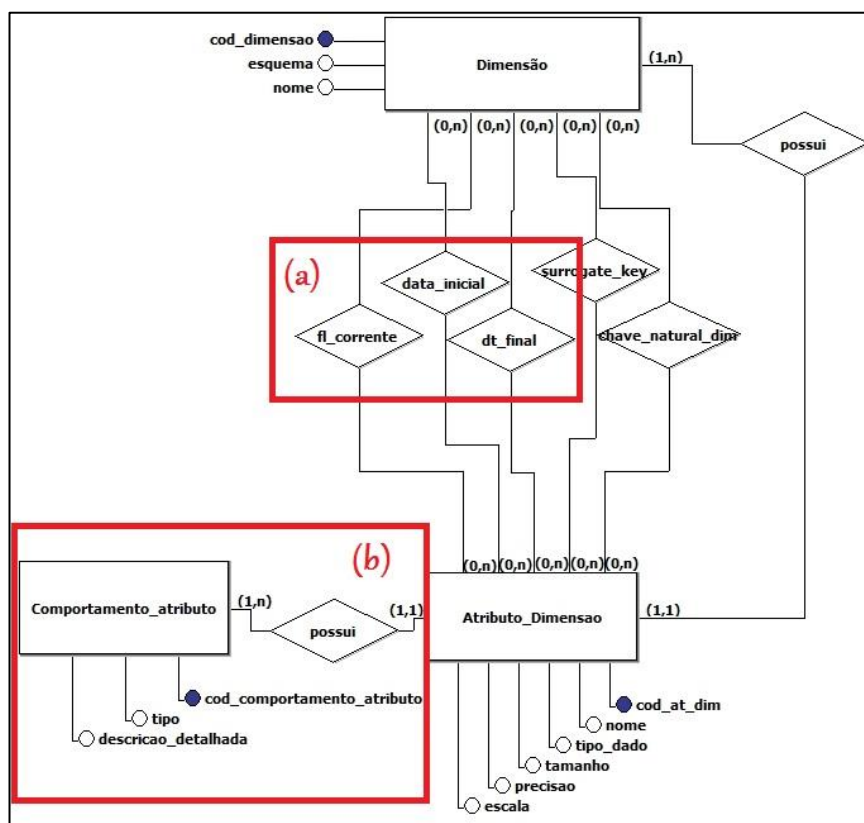 cod_dimensao
esquema
nome
Dimensão
(1,n)
possui
(0,n) (0,n) (0,n) (0,n) (0,n)
(a)
data_inicial
surrogate_key
fl_corrente
dt_final
chave_natural_dim
(b)
(0,n) (0,n) (0,n) (0,n) (0,n)
Comportamento_atributo
(1,n)
possui
(1,1)
Atributo_Dimensao
(1,1)
cod_comportamento_atributo
tipo
descricao_detalhada
cod_at_dim
nome
tipo_dado
tamanho
precisao
escala